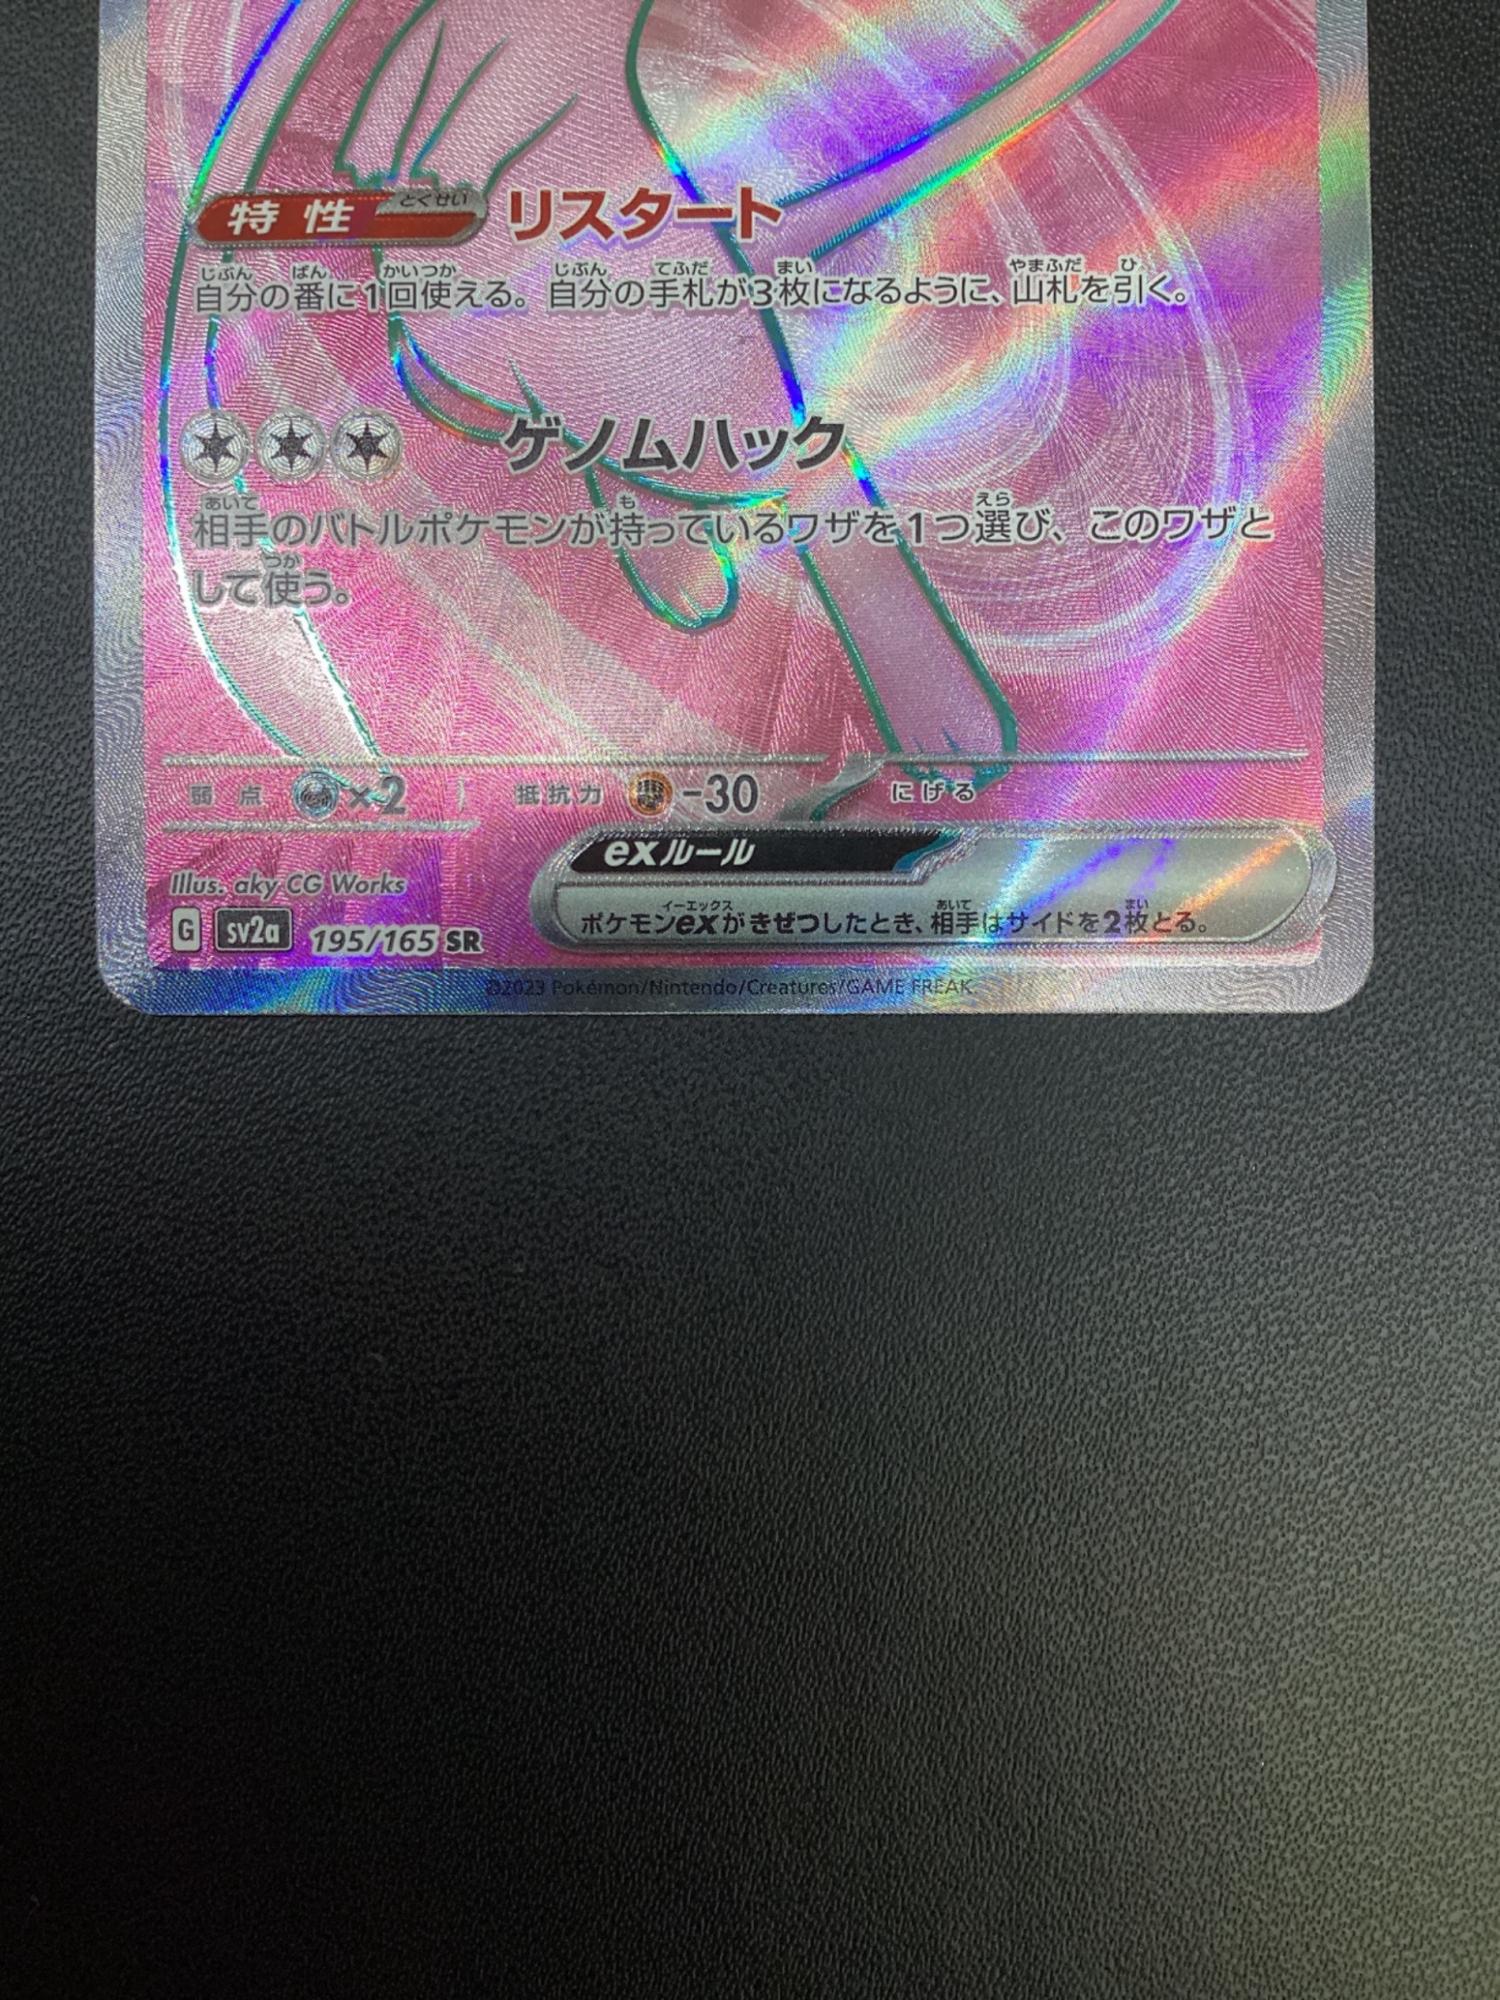 特性 とくせい リスタート
じぶん ばん かいつか じぶん てふだ まい やまふだ ひ
自分の番に1回使える。自分の手札が3枚になるように、山札を引く。
ゲノムハック
あいて も えら
相手のバトルポケモンが持っているワザを1つ選び、このワザと
つか
して使う。
弱点 ×2 抵抗力 -30 にげる
exルール
イーエックス あいて まい
ポケモンexがきぜつしたとき、相手はサイドを2枚とる。
Illus. aky CG Works
G sv2a 195/165 SR
©2023 Pokémon/Nintendo/Creatures/GAME FREAK.